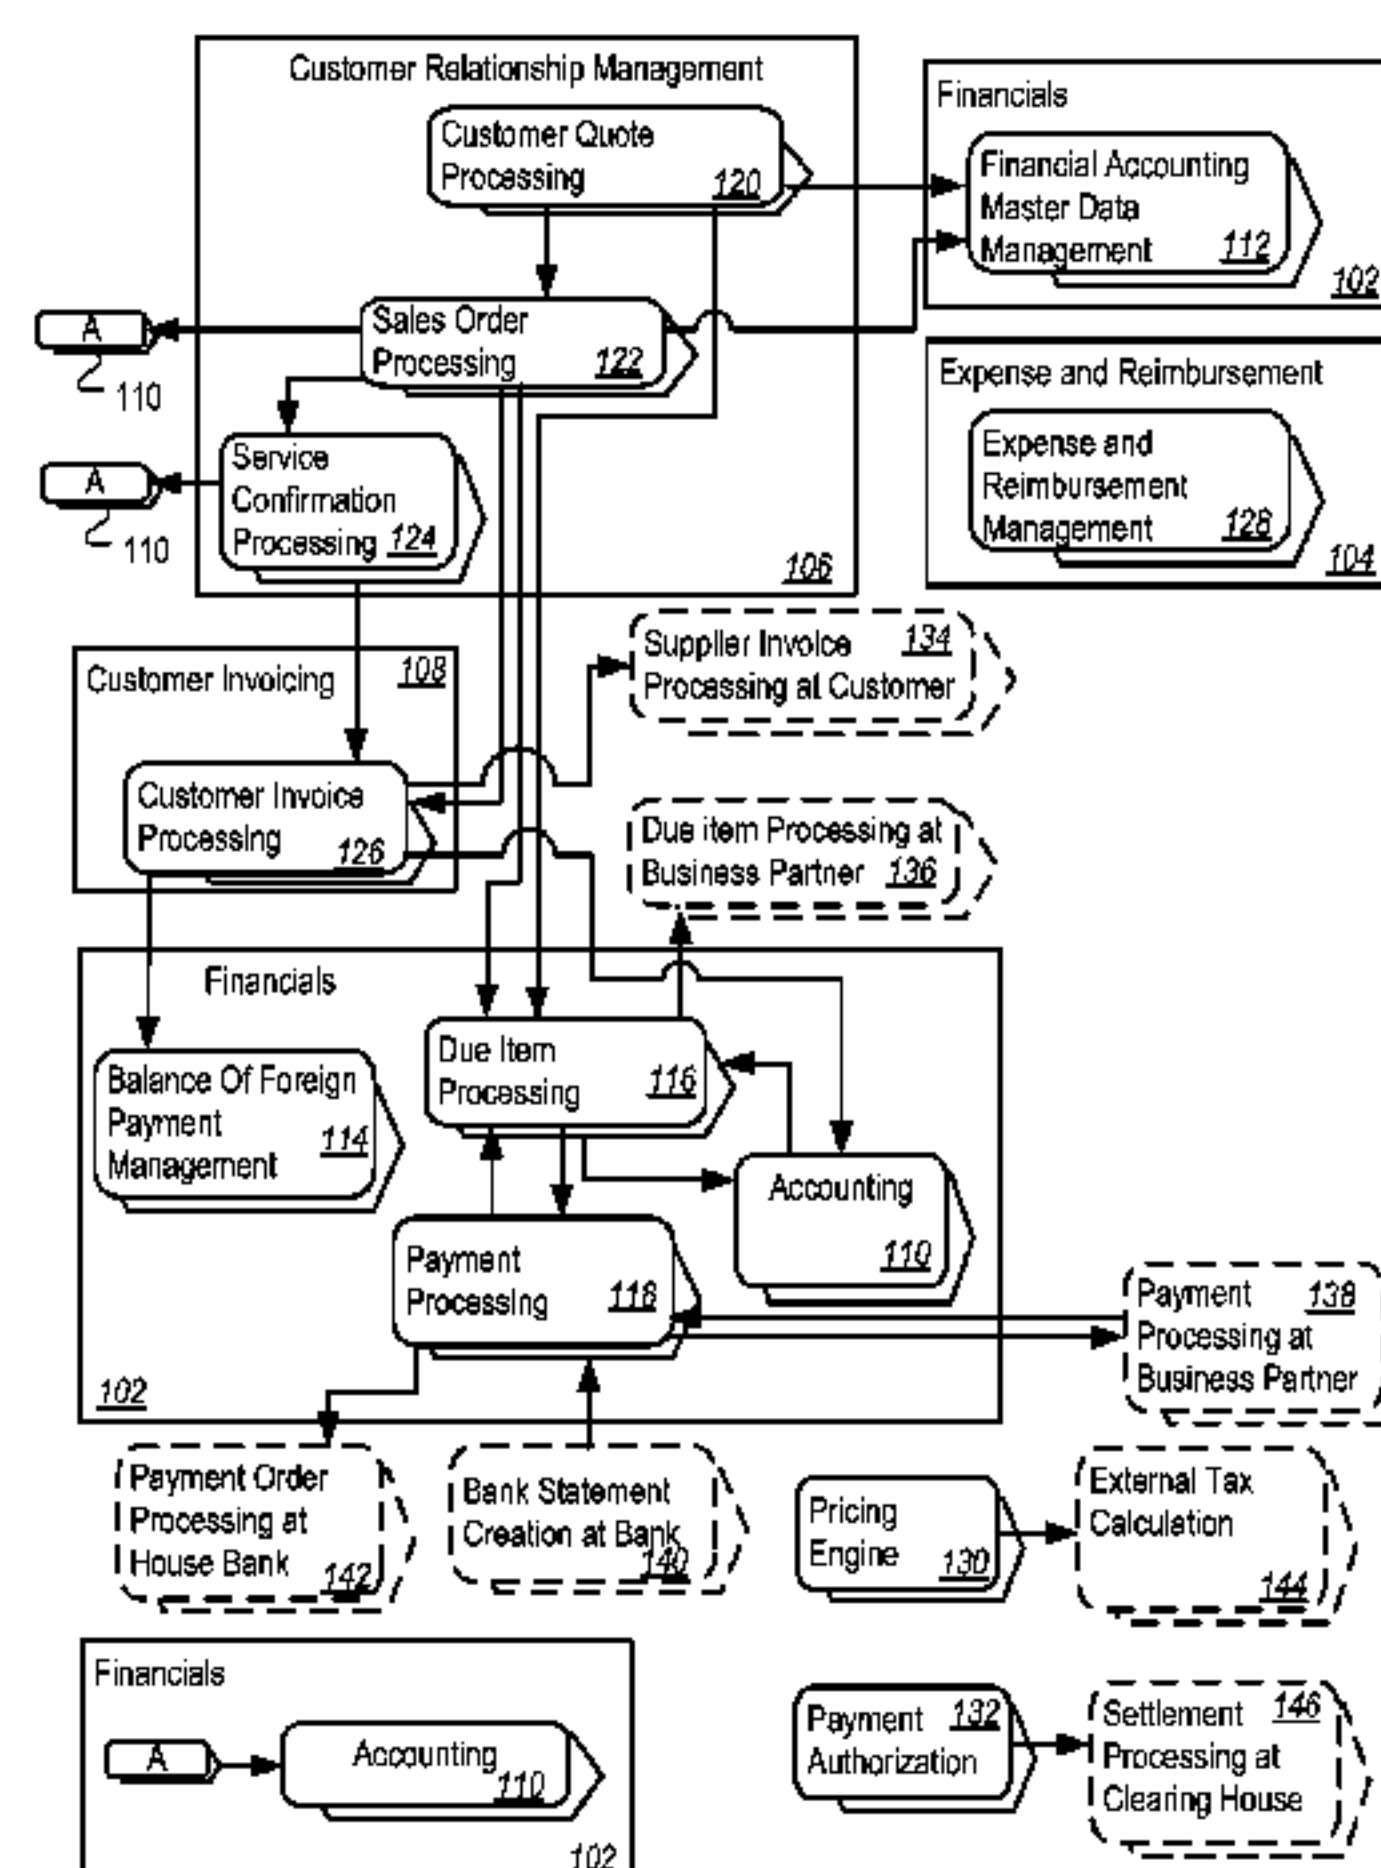 Customer Relationship Management
Customer Quote
Processing 120
Financials
Financial Accounting
Master Data
Management 112
102
A
110
Sales Order
Processing 122
Expense and Reimbursement
Expense and
Reimbursement
Management 128
104
A
110
Service
Confirmation
Processing 124
106
Customer Invoicing 108
Supplier Invoice 134
Processing at Customer
Customer Invoice
Processing 126
Due item Processing at
Business Partner 136
Financials
Balance Of Foreign
Payment 114
Management
Due Item
Processing 116
Accounting
110
Payment
Processing 118
102
Payment 138
Processing at
Business Partner
Payment Order
Processing at
House Bank 142
Bank Statement
Creation at Bank
140
Pricing
Engine 130
External Tax
Calculation
144
Financials
A
Accounting
110
102
Payment 132
Authorization
Settlement 146
Processing at
Clearing House